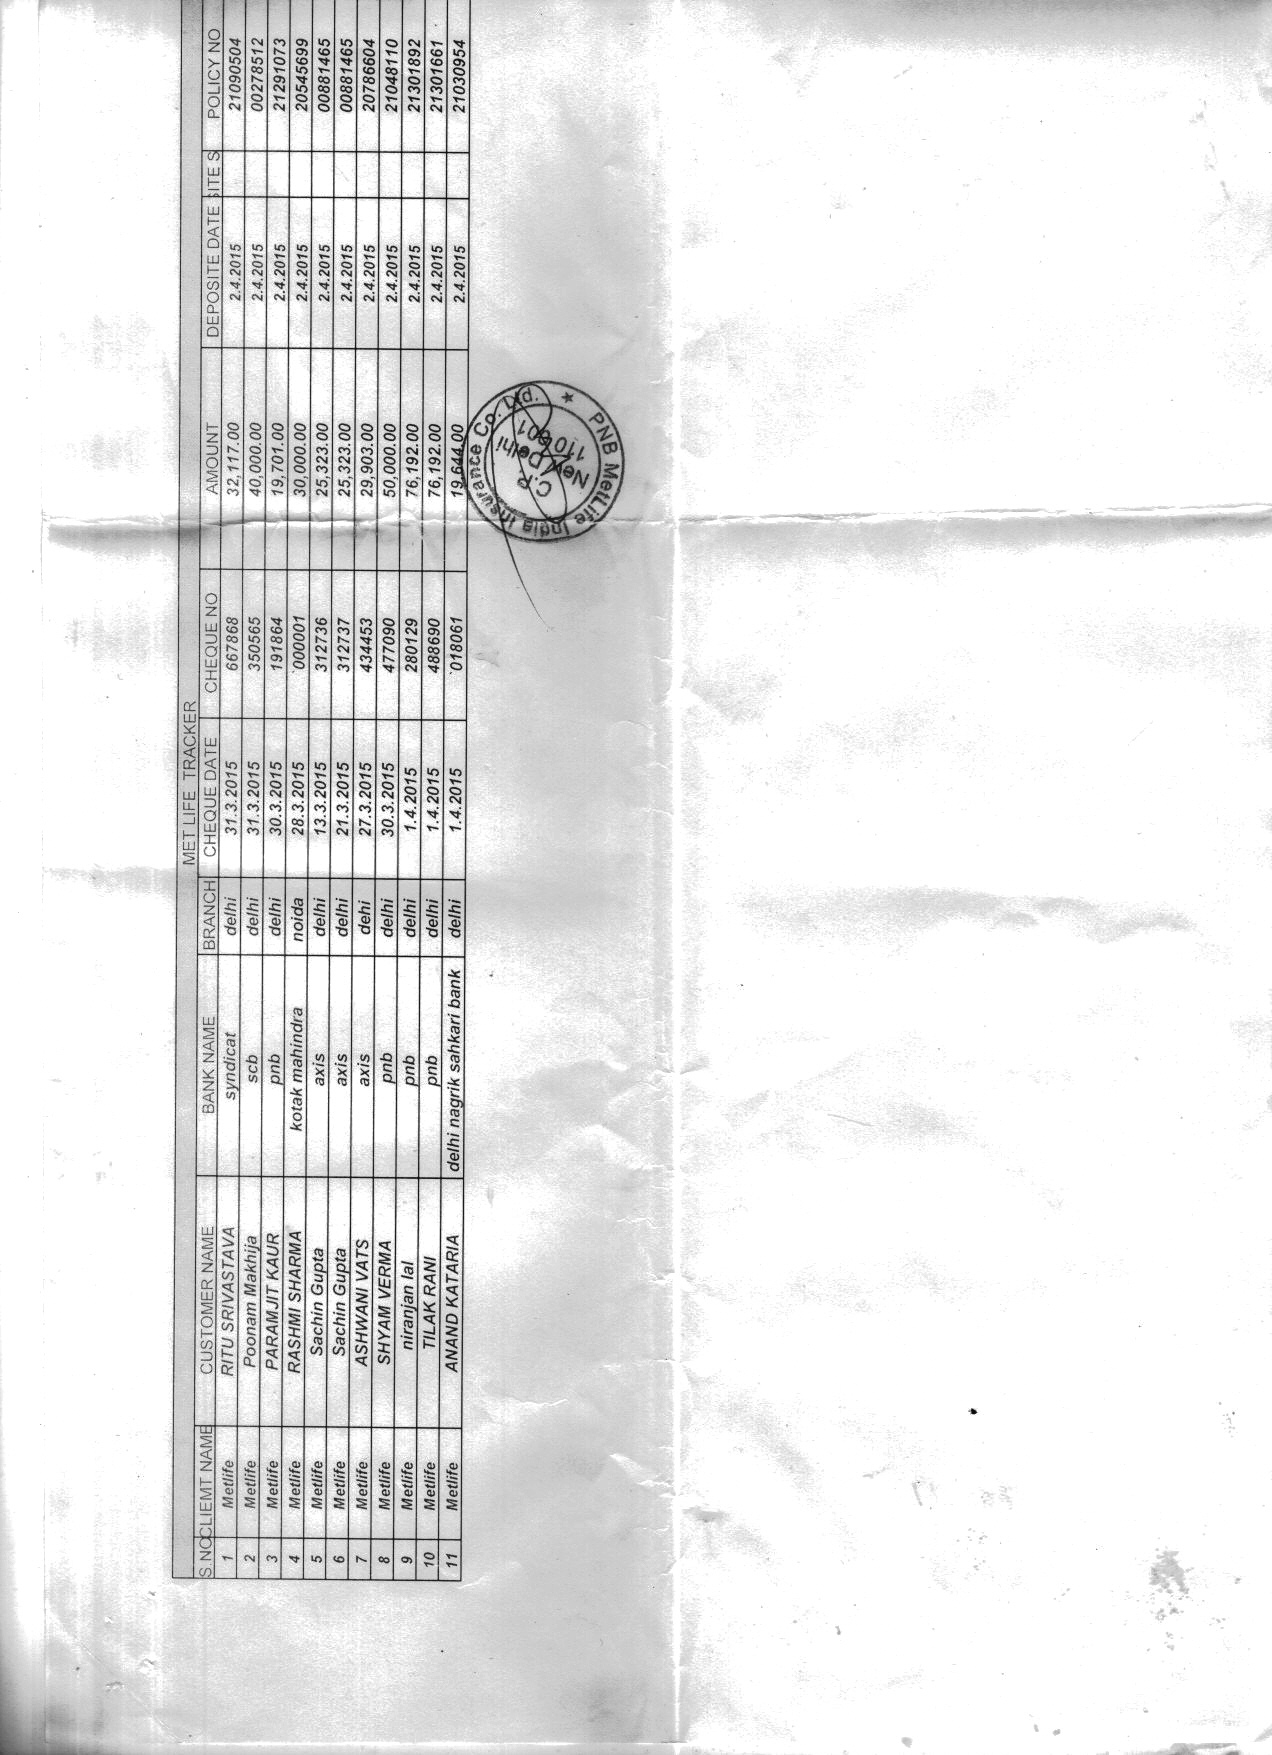 MET LIFE TRACKER
S.NO CLIEMT NAME CUSTOMER NAME BANK NAME BRANCH CHEQUE DATE CHEQUE NO AMOUNT DEPOSITE DATE SITE S POLICY NO
1 Metlife RITU SRIVASTAVA syndicat delhi 31.3.2015 667868 32,117.00 2.4.2015 21090504
2 Metlife Poonam Makhija scb delhi 31.3.2015 350565 40,000.00 2.4.2015 00278512
3 Metlife PARAMJIT KAUR pnb delhi 30.3.2015 191864 19,701.00 2.4.2015 21291073
4 Metlife RASHMI SHARMA kotak mahindra noida 28.3.2015 000001 30,000.00 2.4.2015 20545699
5 Metlife Sachin Gupta axis delhi 13.3.2015 312736 25,323.00 2.4.2015 00881465
6 Metlife Sachin Gupta axis delhi 21.3.2015 312737 25,323.00 2.4.2015 00881465
7 Metlife ASHWANI VATS axis dehi 27.3.2015 434453 29,903.00 2.4.2015 20786604
8 Metlife SHYAM VERMA pnb delhi 30.3.2015 477090 50,000.00 2.4.2015 21048110
9 Metlife niranjan lal pnb delhi 1.4.2015 280129 76,192.00 2.4.2015 21301892
10 Metlife TILAK RANI pnb delhi 1.4.2015 488690 76,192.00 2.4.2015 21301661
11 Metlife ANAND KATARIA delhi nagrik sahkari bank delhi 1.4.2015 018061 19,644.00 2.4.2015 21030954
PNB MetLife India Insurance Co. Ltd.
C.P.
New Delhi
110001